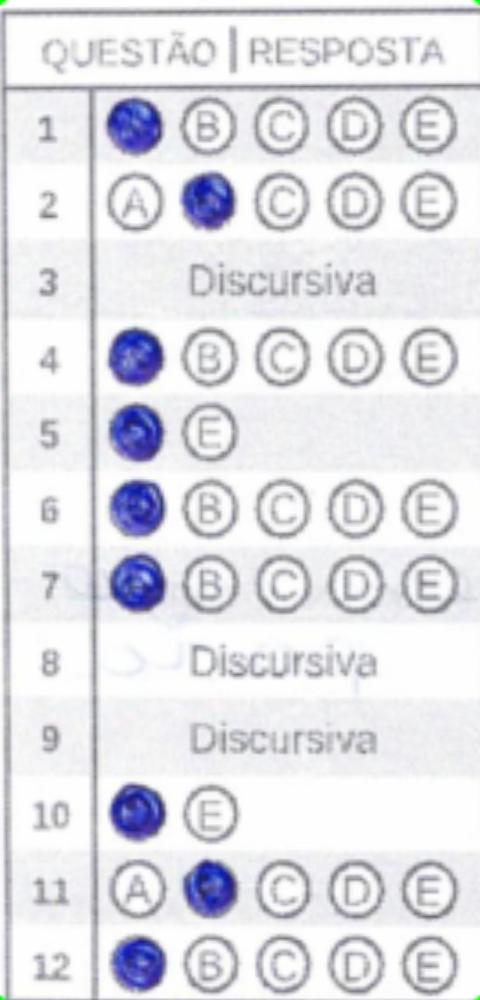 QUESTÃO | RESPOSTA
1 B C D E
2 A C D E
3 Discursiva
4 B C D E
5 E
6 B C D E
7 B C D E
8 Discursiva
9 Discursiva
10 E
11 A C D E
12 B C D E